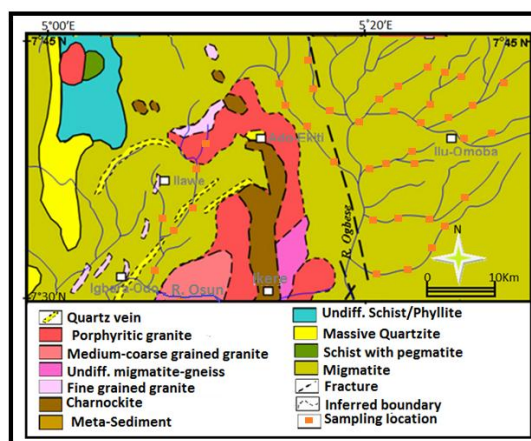 5°00' E 5°20' E
7°45' N 7°45' N
Ado-Ekiti
Ilu-Omoba
Ilawe
R. Ogbese
N
Igbara-Odo R. Osun Ikere
0 10Km
7°30' N 7°30' N
Quartz vein
Porphyritic granite
Medium-coarse grained granite
Undiff. migmatite-gneiss
Fine grained granite
Charnockite
Meta-Sediment
Undiff. Schist/Phyllite
Massive Quartzite
Schist with pegmatite
Migmatite
Fracture
Inferred boundary
Sampling location